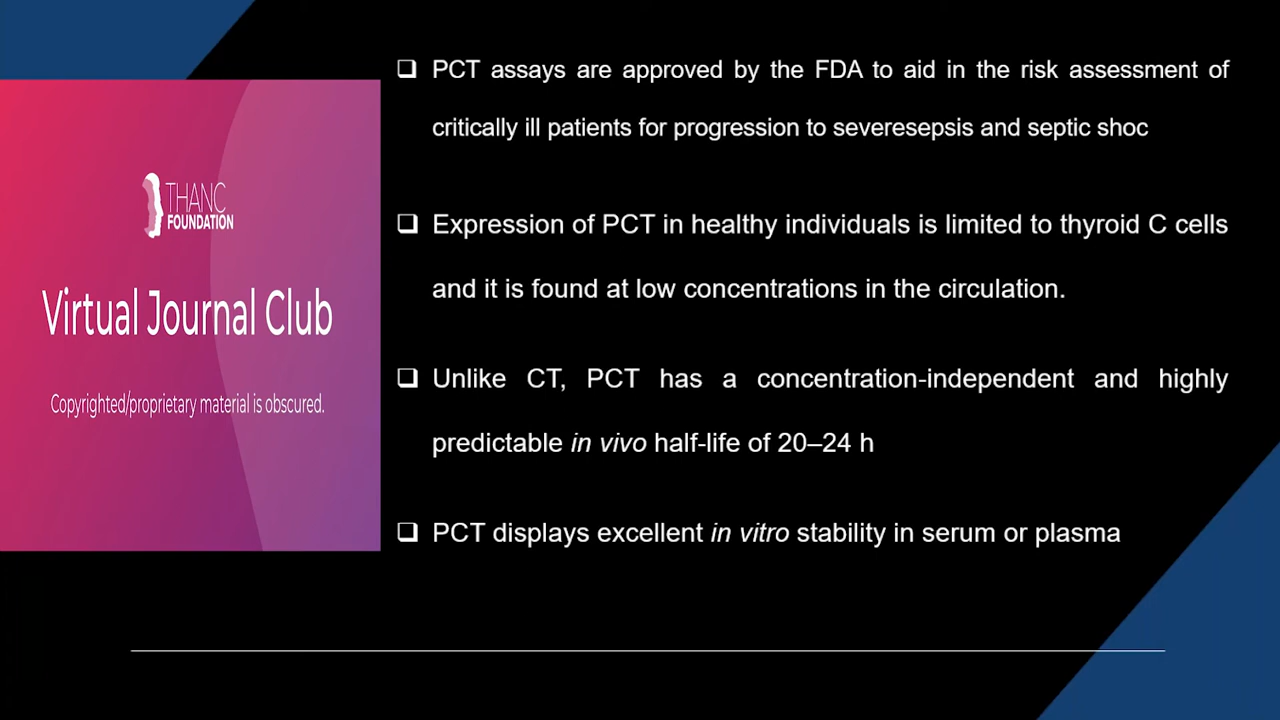 THANC
FOUNDATION
Virtual Journal Club
Copyrighted/proprietary material is obscured.
❑ PCT assays are approved by the FDA to aid in the risk assessment of
critically ill patients for progression to severesepsis and septic shoc
❑ Expression of PCT in healthy individuals is limited to thyroid C cells
and it is found at low concentrations in the circulation.
❑ Unlike CT, PCT has a concentration-independent and highly
predictable in vivo half-life of 20–24 h
❑ PCT displays excellent in vitro stability in serum or plasma